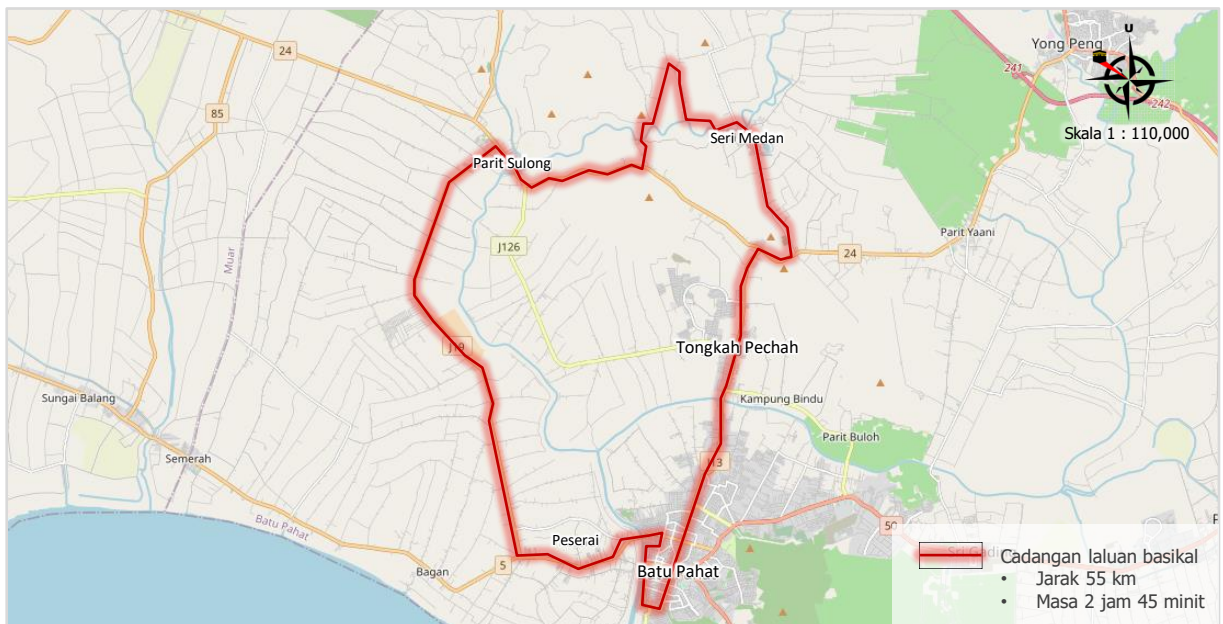 24
Yong Peng
U
241
242
85
Skala 1 : 110,000
Seri Medan
Parit Sulong
Parit Yaani
Muar
J126
24
J19
Tongkah Pechah
Sungai Balang
Kampung Bindu
Parit Buloh
Semerah
J13
Batu Pahat
50
Peserai
5
Bagan
Batu Pahat
Cadangan laluan basikal
• Jarak 55 km
• Masa 2 jam 45 minit